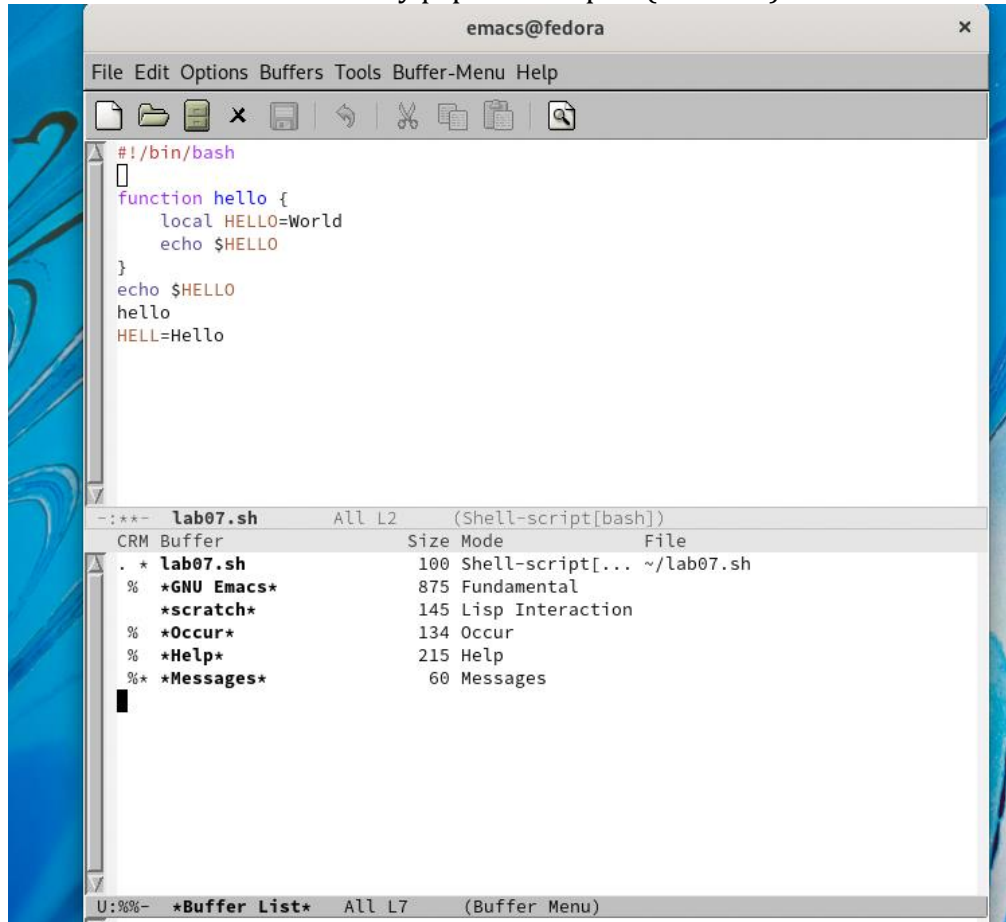 emacs@fedora ×
File Edit Options Buffers Tools Buffer-Menu Help
#!/bin/bash
function hello {
    local HELLO=World
    echo $HELLO
}
echo $HELLO
hello
HELL=Hello
-:**- lab07.sh All L2 (Shell-script[bash])
CRM Buffer Size Mode File
. * lab07.sh 100 Shell-script[... ~/lab07.sh
% *GNU Emacs* 875 Fundamental
*scratch* 145 Lisp Interaction
% *Occur* 134 Occur
% *Help* 215 Help
%* *Messages* 60 Messages
U:%%- *Buffer List* All L7 (Buffer Menu)